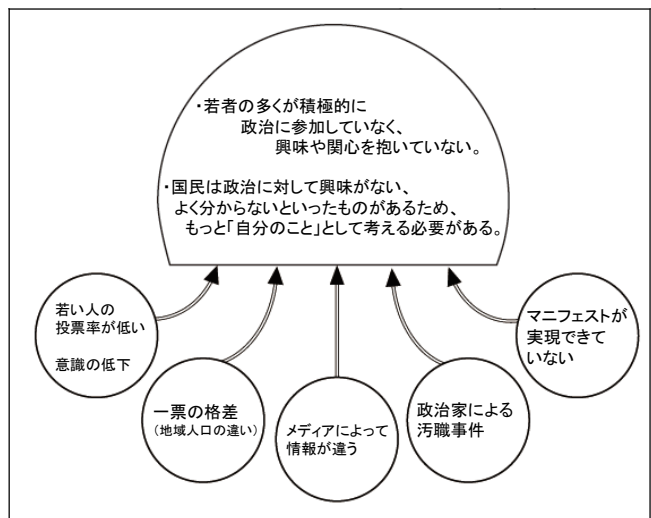 ・若者の多くが積極的に
政治に参加していなく、
興味や関心を抱いていない。
・国民は政治に対して興味がない、
よく分からないといったものがあるため、
もっと「自分のこと」として考える必要がある。
若い人の
投票率が低い
意識の低下
一票の格差
(地域人口の違い)
メディアによって
情報が違う
政治家による
汚職事件
マニフェストが
実現できて
いない